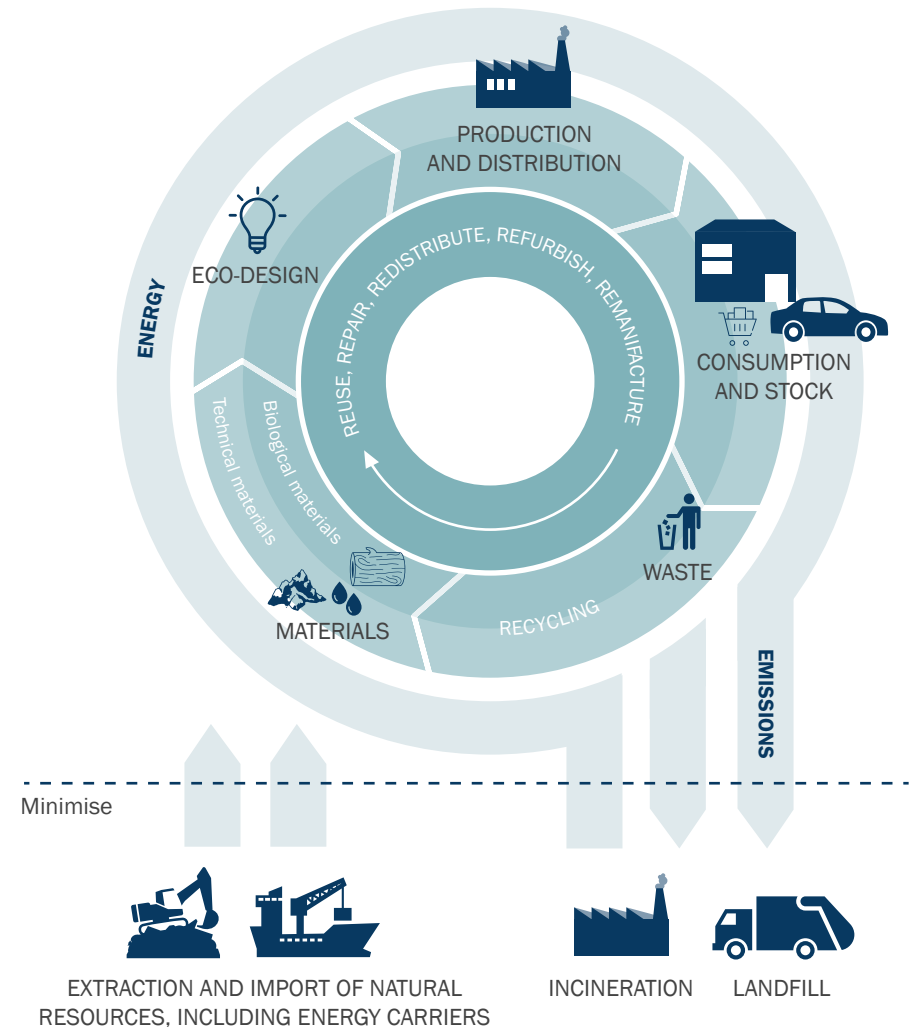 PRODUCTION
AND DISTRIBUTION
ECO-DESIGN
REUSE, REPAIR, REDISTRIBUTE, REFURBISH, REMANIFACTURE
ENERGY
CONSUMPTION
AND STOCK
Technical materials
Biological materials
WASTE
RECYCLING
MATERIALS
EMISSIONS
Minimise
EXTRACTION AND IMPORT OF NATURAL
RESOURCES, INCLUDING ENERGY CARRIERS
INCINERATION
LANDFILL